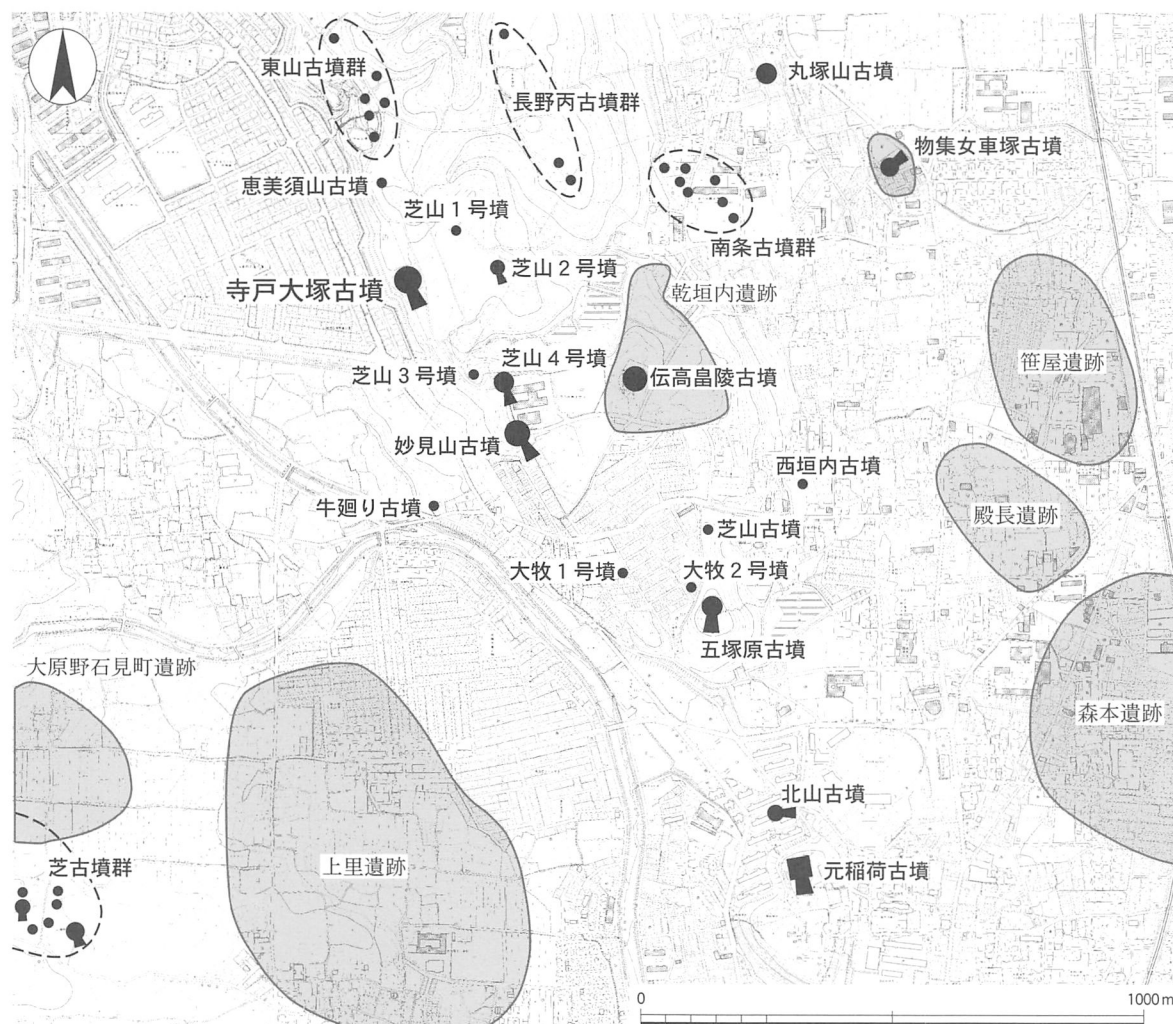 東山古墳群
丸塚山古墳
長野丙古墳群
物集女車塚古墳
恵美須山古墳
芝山１号墳
南条古墳群
芝山２号墳
寺戸大塚古墳
乾垣内遺跡
芝山４号墳
笹屋遺跡
芝山３号墳
伝高畠陵古墳
妙見山古墳
西垣内古墳
牛廻り古墳
殿長遺跡
芝山古墳
大牧１号墳
大牧２号墳
五塚原古墳
大原野石見町遺跡
森本遺跡
北山古墳
芝古墳群
上里遺跡
元稲荷古墳
0
1000m